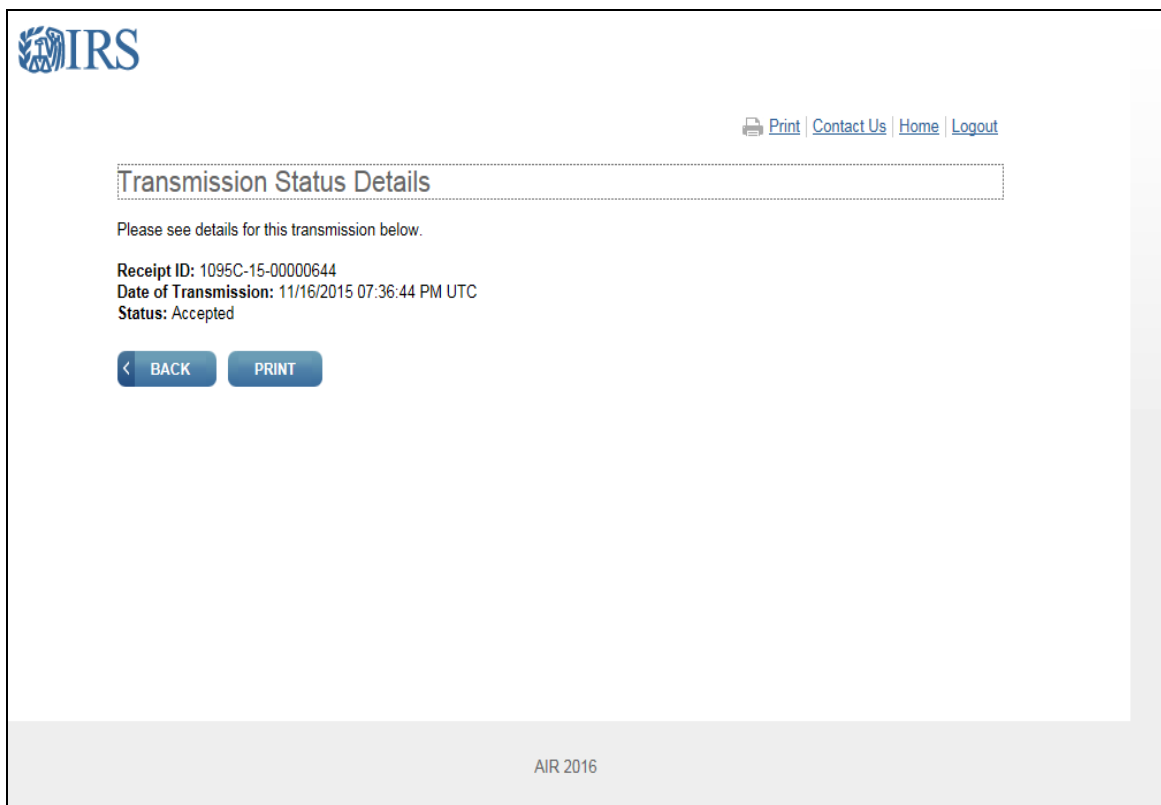 IRS
Print Contact Us Home Logout
Transmission Status Details
Please see details for this transmission below.
Receipt ID: 1095C-15-00000644
Date of Transmission: 11/16/2015 07:36:44 PM UTC
Status: Accepted
BACK PRINT
AIR 2016